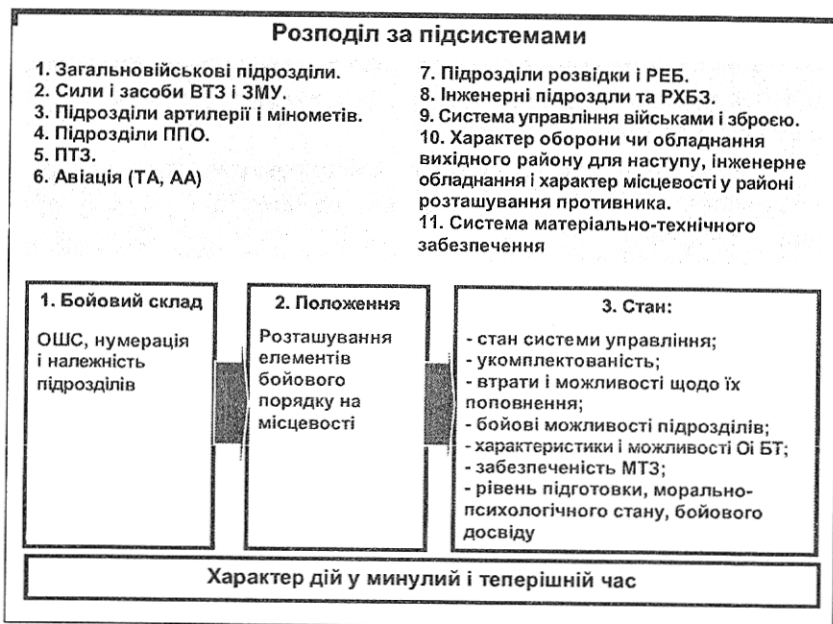 Розподіл за підсистемами
1. Загальновійськові підрозділи.
2. Сили і засоби ВТЗ і ЗМУ.
3. Підрозділи артилерії і мінометів.
4. Підрозділи ППО.
5. ПТЗ.
6. Авіація (ТА, АА)
7. Підрозділи розвідки і РЕБ.
8. Інженерні підроздли та РХБЗ.
9. Система управління військами і зброєю.
10. Характер оборони чи обладнання
вихідного району для наступу, інженерне
обладнання і характер місцевості у районі
розташування противника.
11. Система матеріально-технічного
забезпечення
1. Бойовий склад
ОШС, нумерація
і належність
підрозділів
2. Положення
Розташування
елементів
бойового
порядку на
місцевості
3. Стан:
- стан системи управління;
- укомплектованість;
- втрати і можливості щодо їх
поповнення;
- бойові можливості підрозділів;
- характеристики і можливості Оі БТ;
- забезпеченість МТЗ;
- рівень підготовки, морально-
психологічного стану, бойового
досвіду
Характер дій у минулий і теперішній час